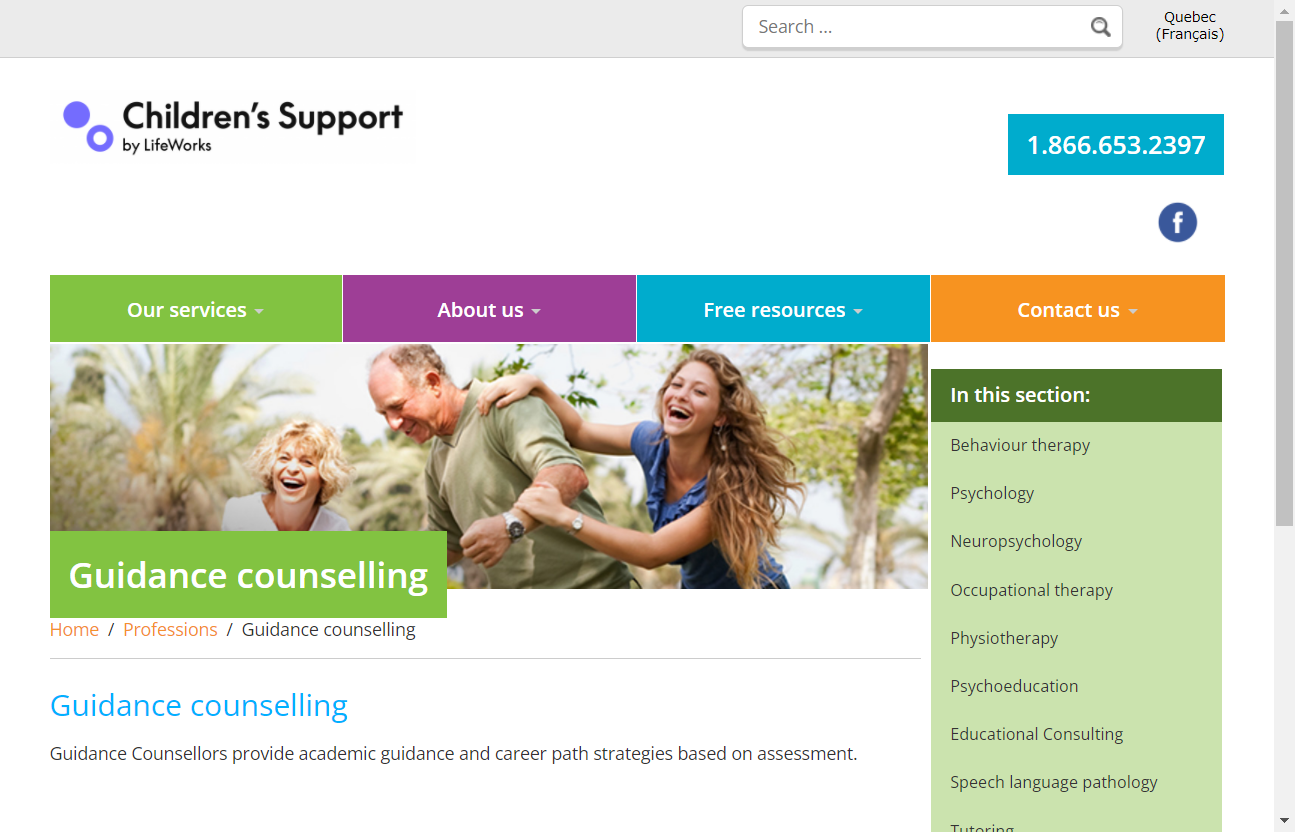 Search ...
Quebec
(Français)
Children's Support
by LifeWorks
1.866.653.2397
f
Our services
About us
Free resources
Contact us
Guidance counselling
Home / Professions / Guidance counselling
Guidance counselling
Guidance Counsellors provide academic guidance and career path strategies based on assessment.
In this section:
Behaviour therapy
Psychology
Neuropsychology
Occupational therapy
Physiotherapy
Psychoeducation
Educational Consulting
Speech language pathology
Tutoring